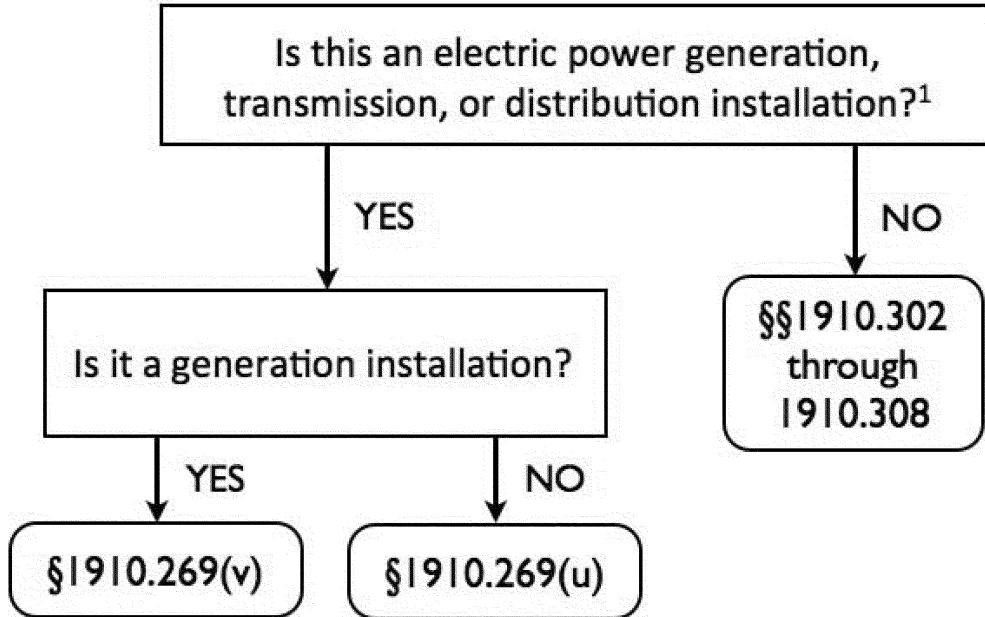 Is this an electric power generation,
transmission, or distribution installation?¹
YES
NO
Is it a generation installation?
§§1910.302
through
1910.308
YES
NO
§1910.269(v)
§1910.269(u)